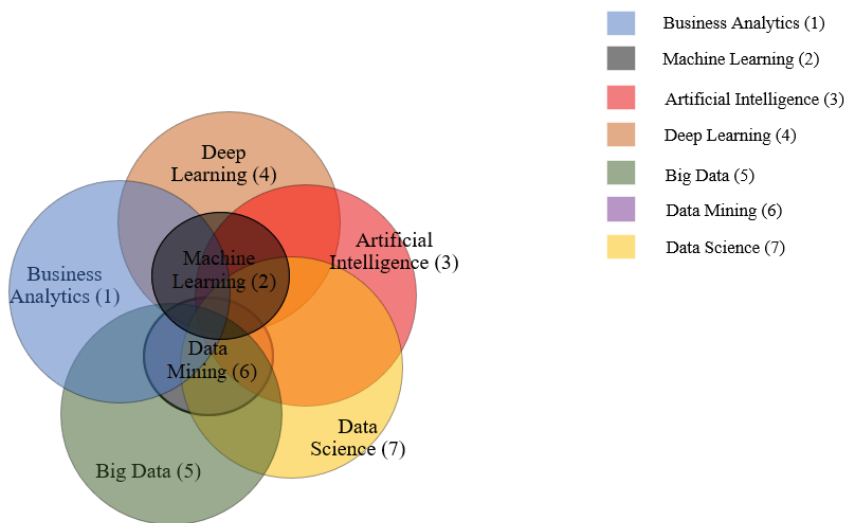 Business Analytics (1)
Machine Learning (2)
Artificial Intelligence (3)
Deep Learning (4)
Big Data (5)
Data Mining (6)
Data Science (7)
Deep
Learning (4)
Artificial
Intelligence (3)
Machine
Learning (2)
Business
Analytics (1)
Data
Mining (6)
Data
Science (7)
Big Data (5)